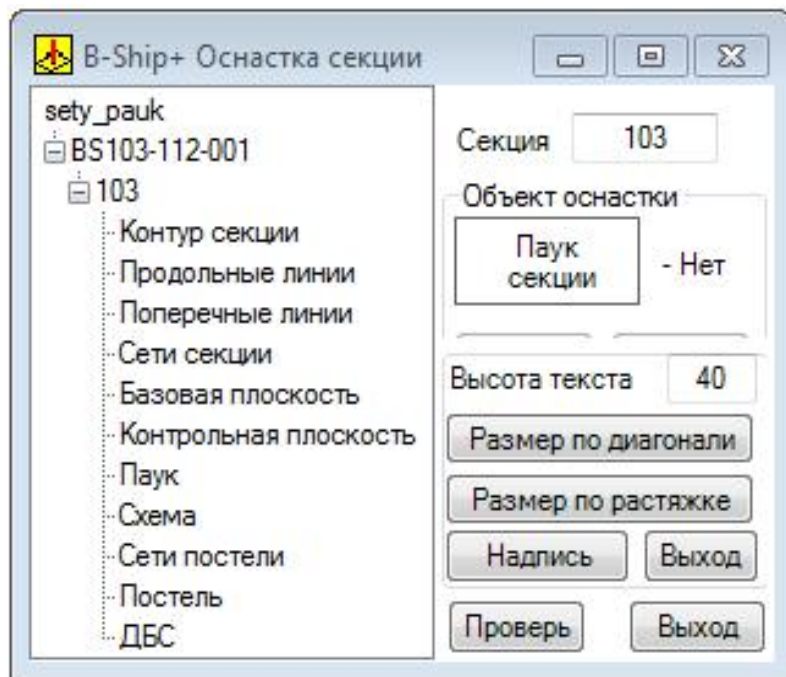 B-Ship+ Оснастка секции
sety_pauk
BS103-112-001
103
Контур секции
Продольные линии
Поперечные линии
Сети секции
Базовая плоскость
Контрольная плоскость
Паук
Схема
Сети постели
Постель
ДБС
Секция 103
Объект оснастки
Паук
секции
- Нет
Высота текста 40
Размер по диагонали
Размер по растяжке
Надпись Выход
Проверь Выход